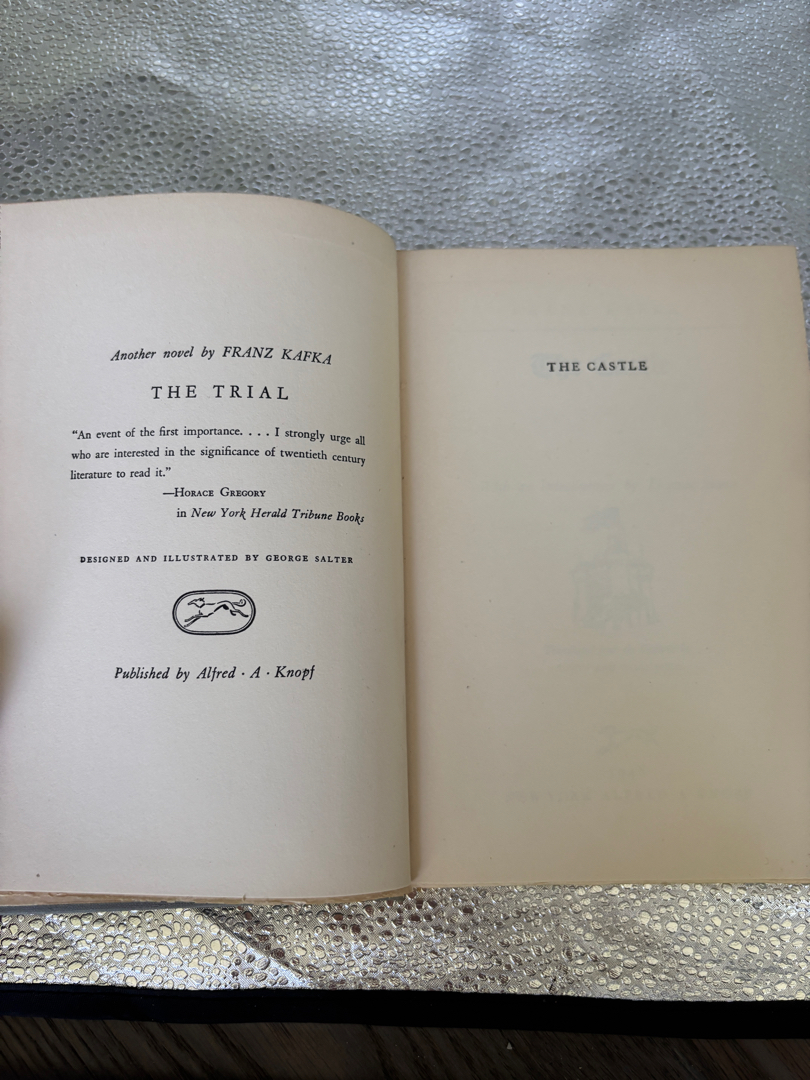 Another novel by FRANZ KAFKA
THE TRIAL
“An event of the first importance. . . . I strongly urge all
who are interested in the significance of twentieth century
literature to read it.”
—HORACE GREGORY
in New York Herald Tribune Books
DESIGNED AND ILLUSTRATED BY GEORGE SALTER
Published by Alfred · A · Knopf
THE CASTLE